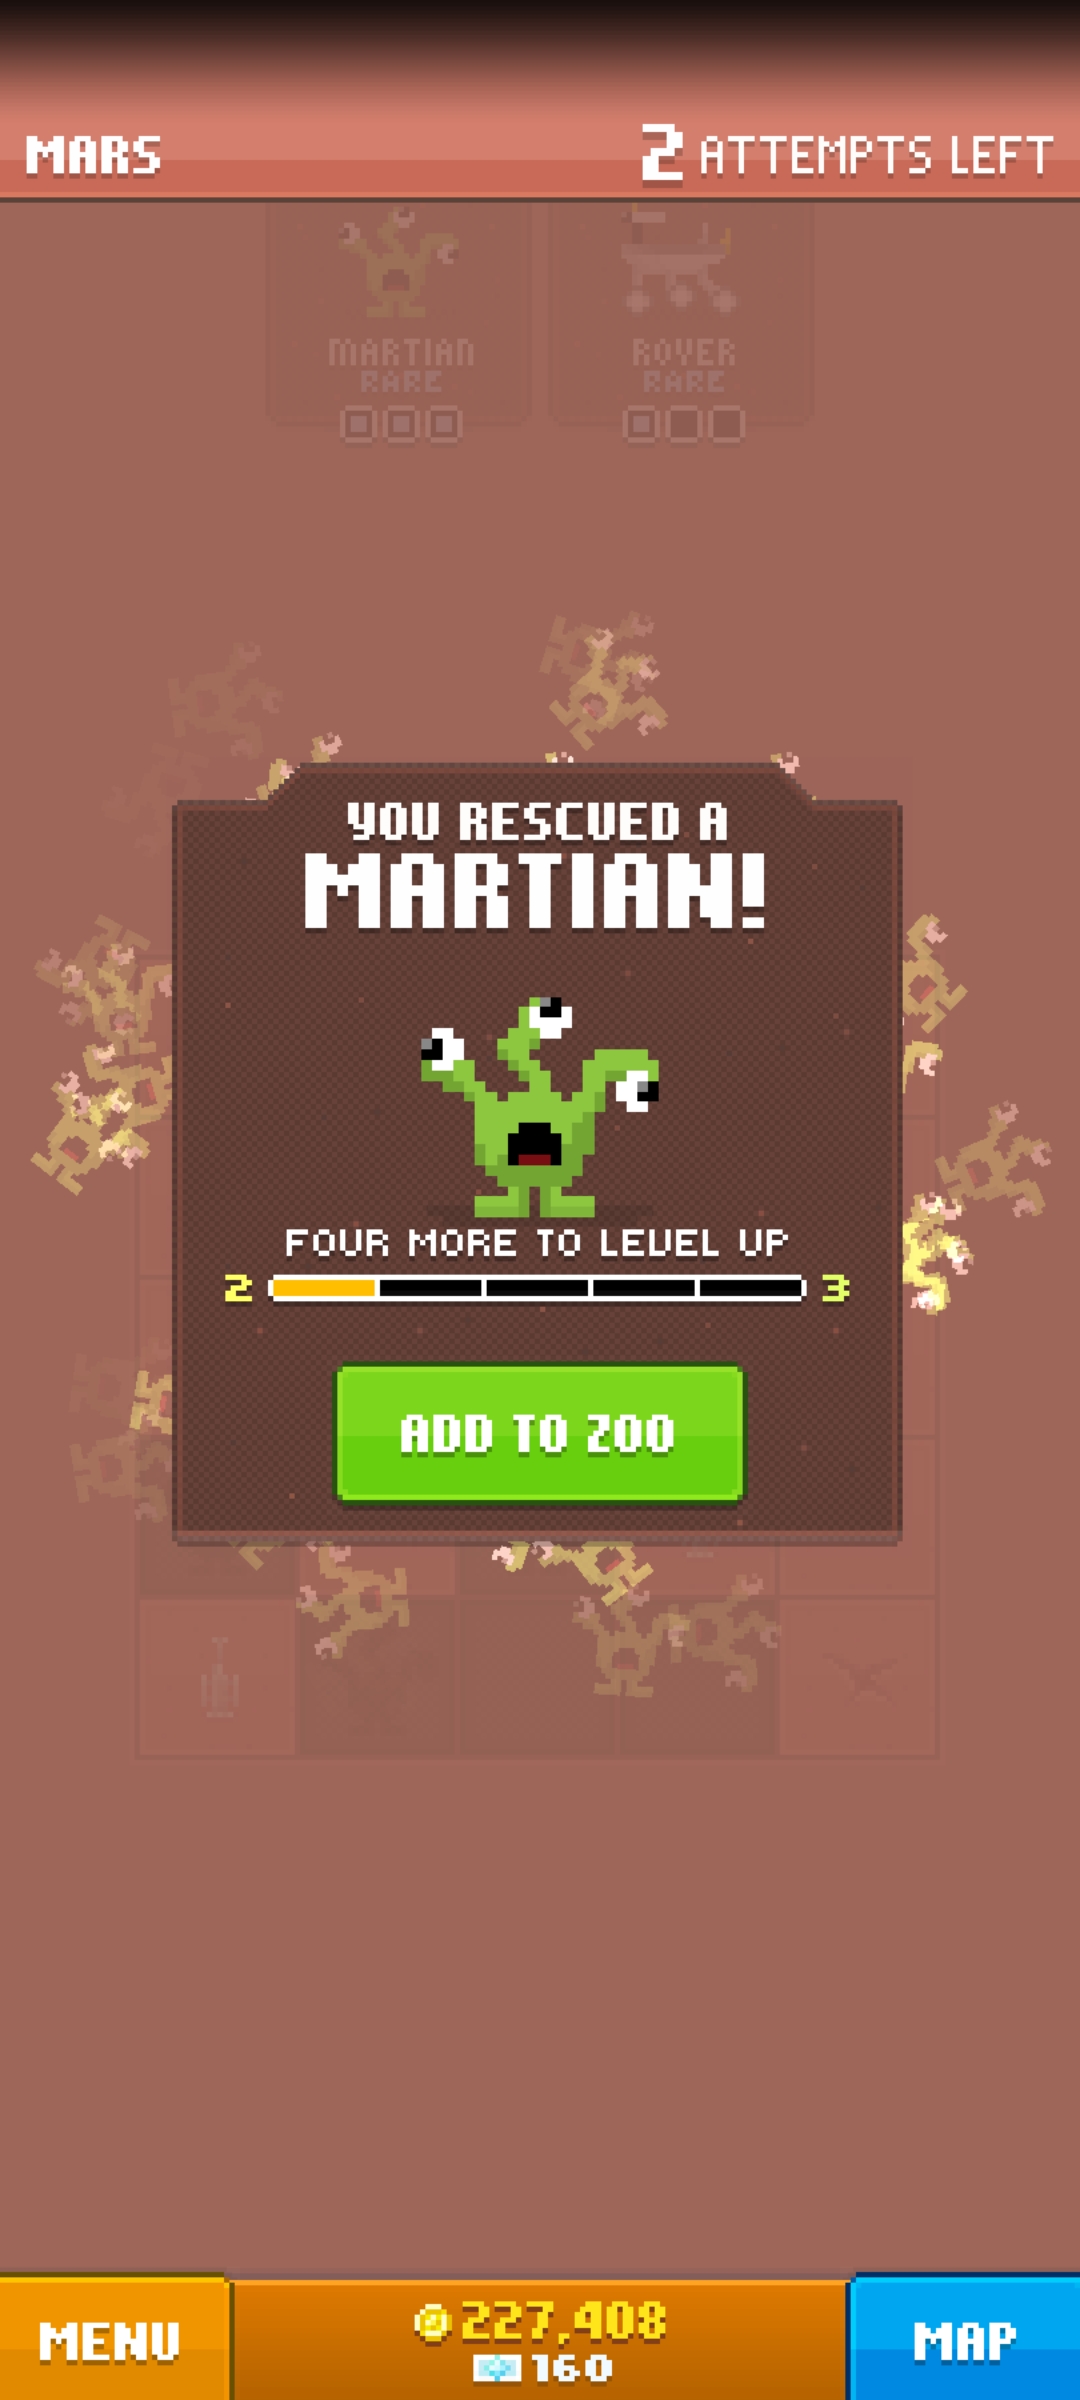 MARS
2 ATTEMPTS LEFT
MARTIAN
RARE
ROVER
RARE
YOU RESCUED A
MARTIAN!
FOUR MORE TO LEVEL UP
2 3
ADD TO ZOO
MENU
227,408
160
MAP